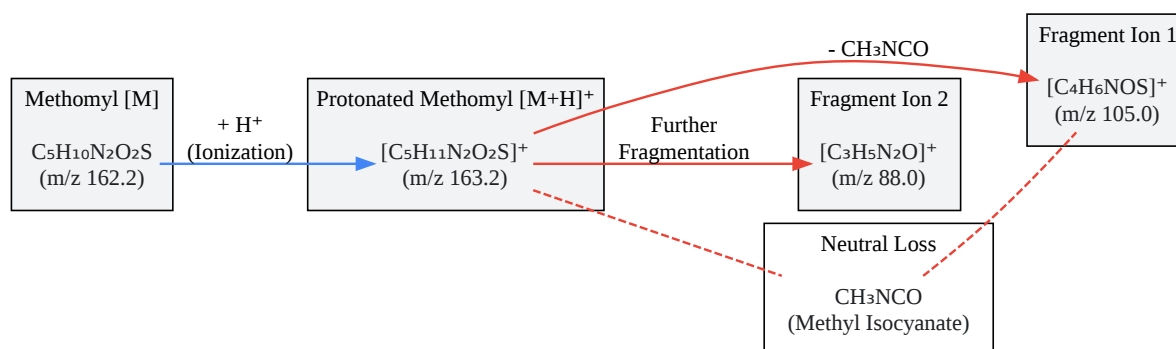 Methomyl [M]
C₅H₁₀N₂O₂S
(m/z 162.2)
+ H⁺
(Ionization)
Protonated Methomyl [M+H]⁺
[C₅H₁₁N₂O₂S]⁺
(m/z 163.2)
- CH₃NCO
Further
Fragmentation
Fragment Ion 2
[C₃H₅N₂O]⁺
(m/z 88.0)
Fragment Ion 1
[C₄H₆NOS]⁺
(m/z 105.0)
Neutral Loss
CH₃NCO
(Methyl Isocyanate)